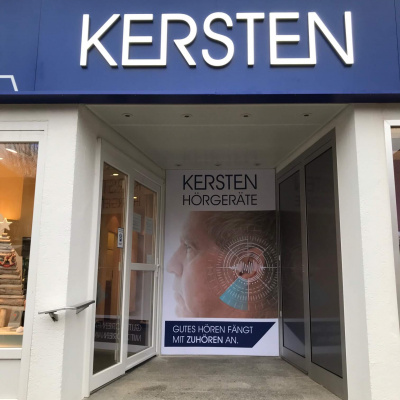 KERSTEN
KERSTEN
HÖRGERÄTE
GUTES HÖREN FÄNGT
MIT ZUHÖREN AN.